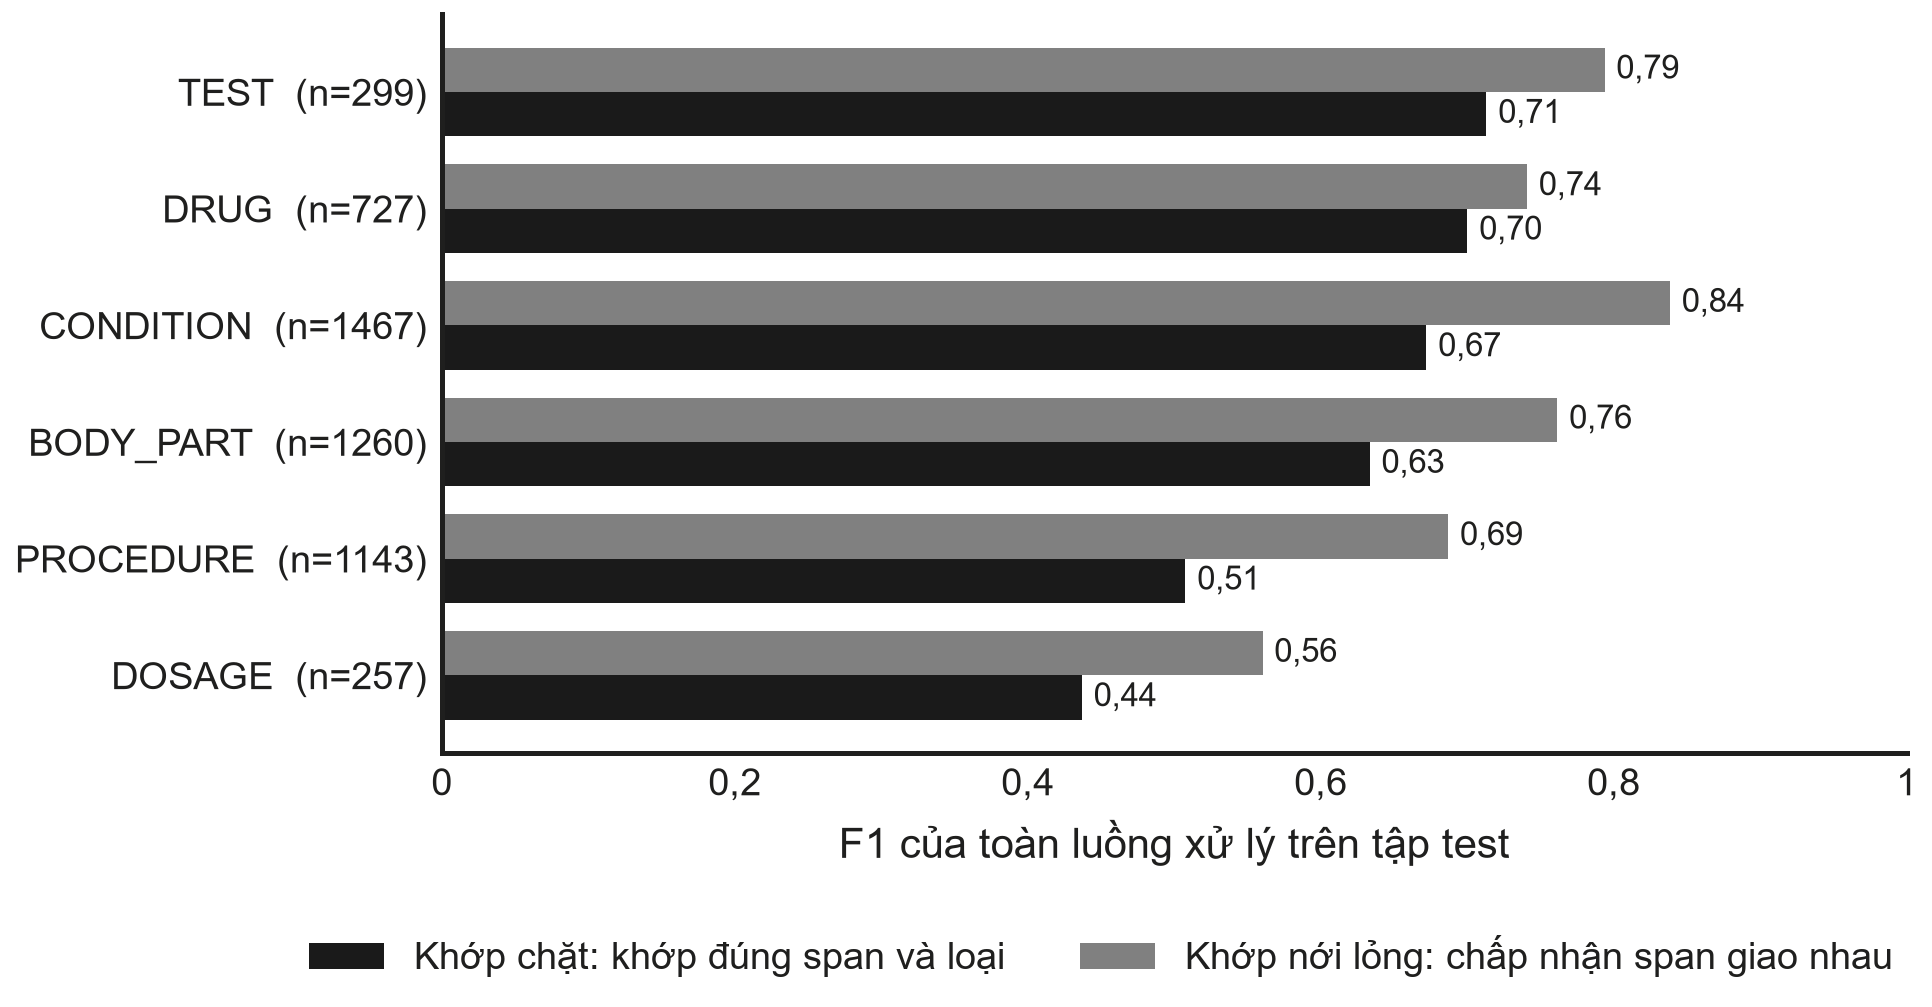 TEST (n=299)
0,79
0,71
DRUG (n=727)
0,74
0,70
CONDITION (n=1467)
0,84
0,67
BODY_PART (n=1260)
0,76
0,63
PROCEDURE (n=1143)
0,69
0,51
DOSAGE (n=257)
0,56
0,44
0 0,2 0,4 0,6 0,8 1
F1 của toàn luồng xử lý trên tập test
Khớp chặt: khớp đúng span và loại
Khớp nới lỏng: chấp nhận span giao nhau